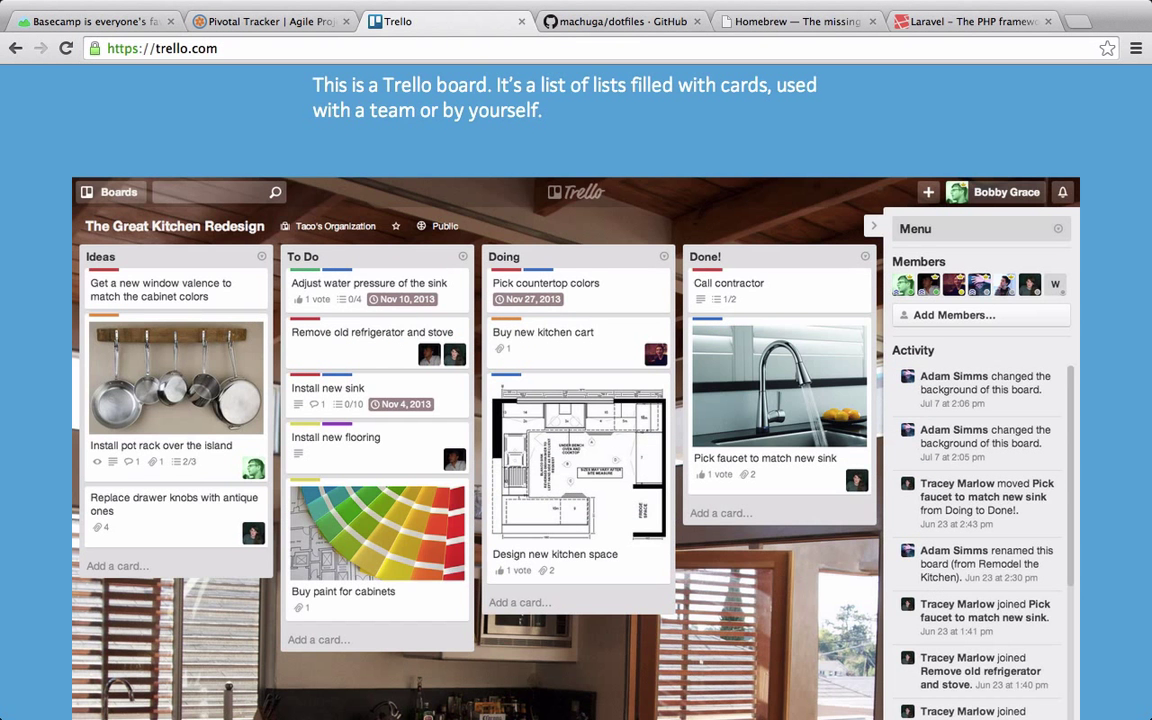 Basecamp is everyone's fa
Pivotal Tracker | Agile Proj
Trello
machuga/dotfiles · GitHub
Homebrew — The missing
Laravel - The PHP framewo
https://trello.com
This is a Trello board. It's a list of lists filled with cards, used
with a team or by yourself.
Boards
Trello
Bobby Grace
The Great Kitchen Redesign
Taco's Organization
Public
Ideas
Get a new window valence to
match the cabinet colors
Install pot rack over the island
1 1 2/3
Replace drawer knobs with antique
ones
4
Add a card...
To Do
Adjust water pressure of the sink
1 vote 0/4 Nov 10, 2013
Remove old refrigerator and stove
Install new sink
1 0/10 Nov 4, 2013
Install new flooring
Buy paint for cabinets
1
Add a card...
Doing
Pick countertop colors
Nov 27, 2013
Buy new kitchen cart
1
FRIDGE
SPACE
Design new kitchen space
1 vote 2
Add a card...
Done!
Call contractor
1/2
Pick faucet to match new sink
1 vote 2
Add a card...
Menu
Members
W
Add Members...
Activity
Adam Simms changed the
background of this board.
Jul 7 at 2:06 pm
Adam Simms changed the
background of this board.
Jul 7 at 2:05 pm
Tracey Marlow moved Pick
faucet to match new sink
from Doing to Done!.
Jun 23 at 2:43 pm
Adam Simms renamed this
board (from Remodel the
Kitchen). Jun 23 at 2:30 pm
Tracey Marlow joined Pick
faucet to match new sink.
Jun 23 at 1:41 pm
Tracey Marlow joined
Remove old refrigerator
and stove. Jun 23 at 1:40 pm
Tracey Marlow joined